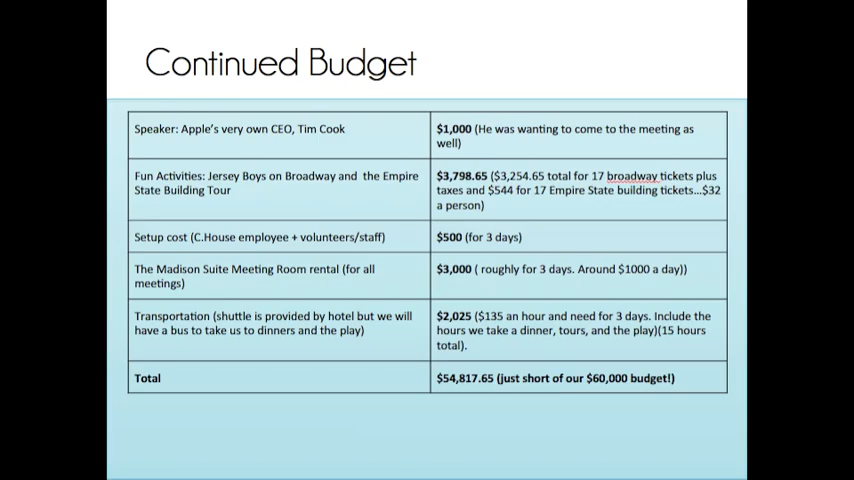 Continued Budget
Speaker: Apple's very own CEO, Tim Cook
$1,000 (He was wanting to come to the meeting as
well)
Fun Activities: Jersey Boys on Broadway and the Empire
State Building Tour
$3,798.65 ($3,254.65 total for 17 broadway tickets plus
taxes and $544 for 17 Empire State building tickets...$32
a person)
Setup cost (C.House employee + volunteers/staff)
$500 (for 3 days)
The Madison Suite Meeting Room rental (for all
meetings)
$3,000 ( roughly for 3 days. Around $1000 a day))
Transportation (shuttle is provided by hotel but we will
have a bus to take us to dinners and the play)
$2,025 ($135 an hour and need for 3 days. Include the
hours we take a dinner, tours, and the play)(15 hours
total).
Total
$54,817.65 (just short of our $60,000 budget!)